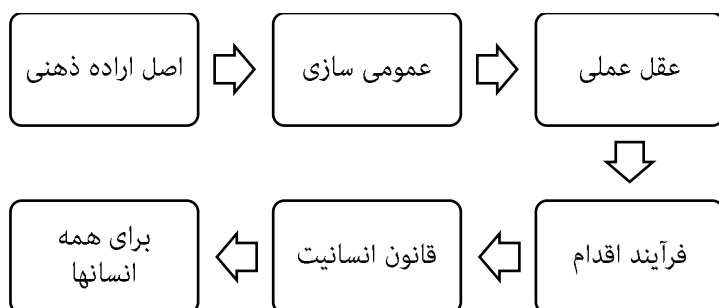 اصل اراده ذهنی
عمومی سازی
عقل عملی
فرآیند اقدام
قانون انسانیت
برای همه
انسانها